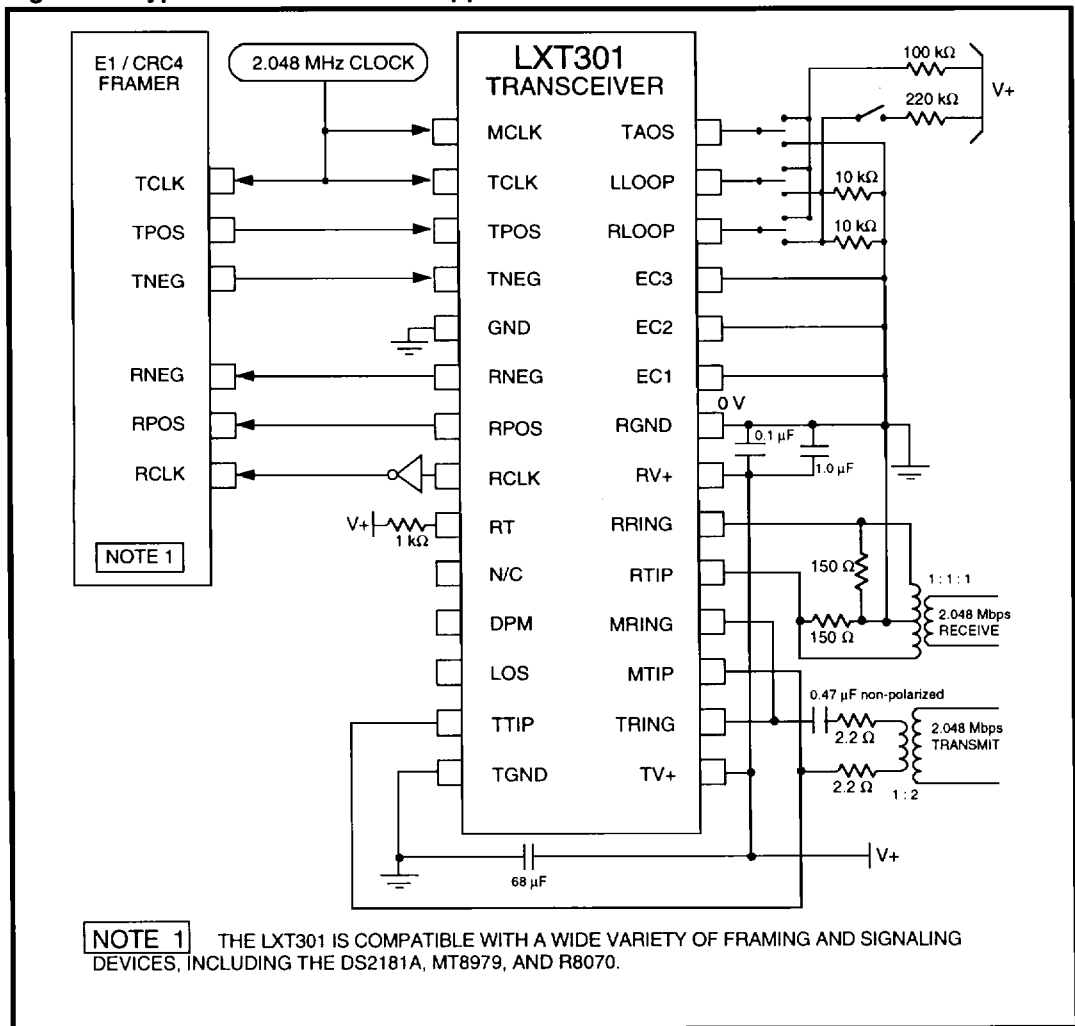 E1 / CRC4
FRAMER
TCLK
TPOS
TNEG
RNEG
RPOS
RCLK
NOTE 1
2.048 MHz CLOCK
LXT301
TRANSCEIVER
MCLK
TCLK
TPOS
TNEG
GND
RNEG
RPOS
RCLK
RT
N/C
DPM
LOS
TTIP
TGND
TAOS
LLOOP
RLOOP
EC3
EC2
EC1
RGND
RV+
RRING
RTIP
MRING
MTIP
TRING
TV+
V+
1 kΩ
100 kΩ
220 kΩ
V+
10 kΩ
10 kΩ
0 V
0.1 µF
1.0 µF
150 Ω
150 Ω
1 : 1 : 1
2.048 Mbps
RECEIVE
0.47 µF non-polarized
2.2 Ω
2.2 Ω
2.048 Mbps
TRANSMIT
1 : 2
V+
68 µF
NOTE 1 THE LXT301 IS COMPATIBLE WITH A WIDE VARIETY OF FRAMING AND SIGNALING
DEVICES, INCLUDING THE DS2181A, MT8979, AND R8070.